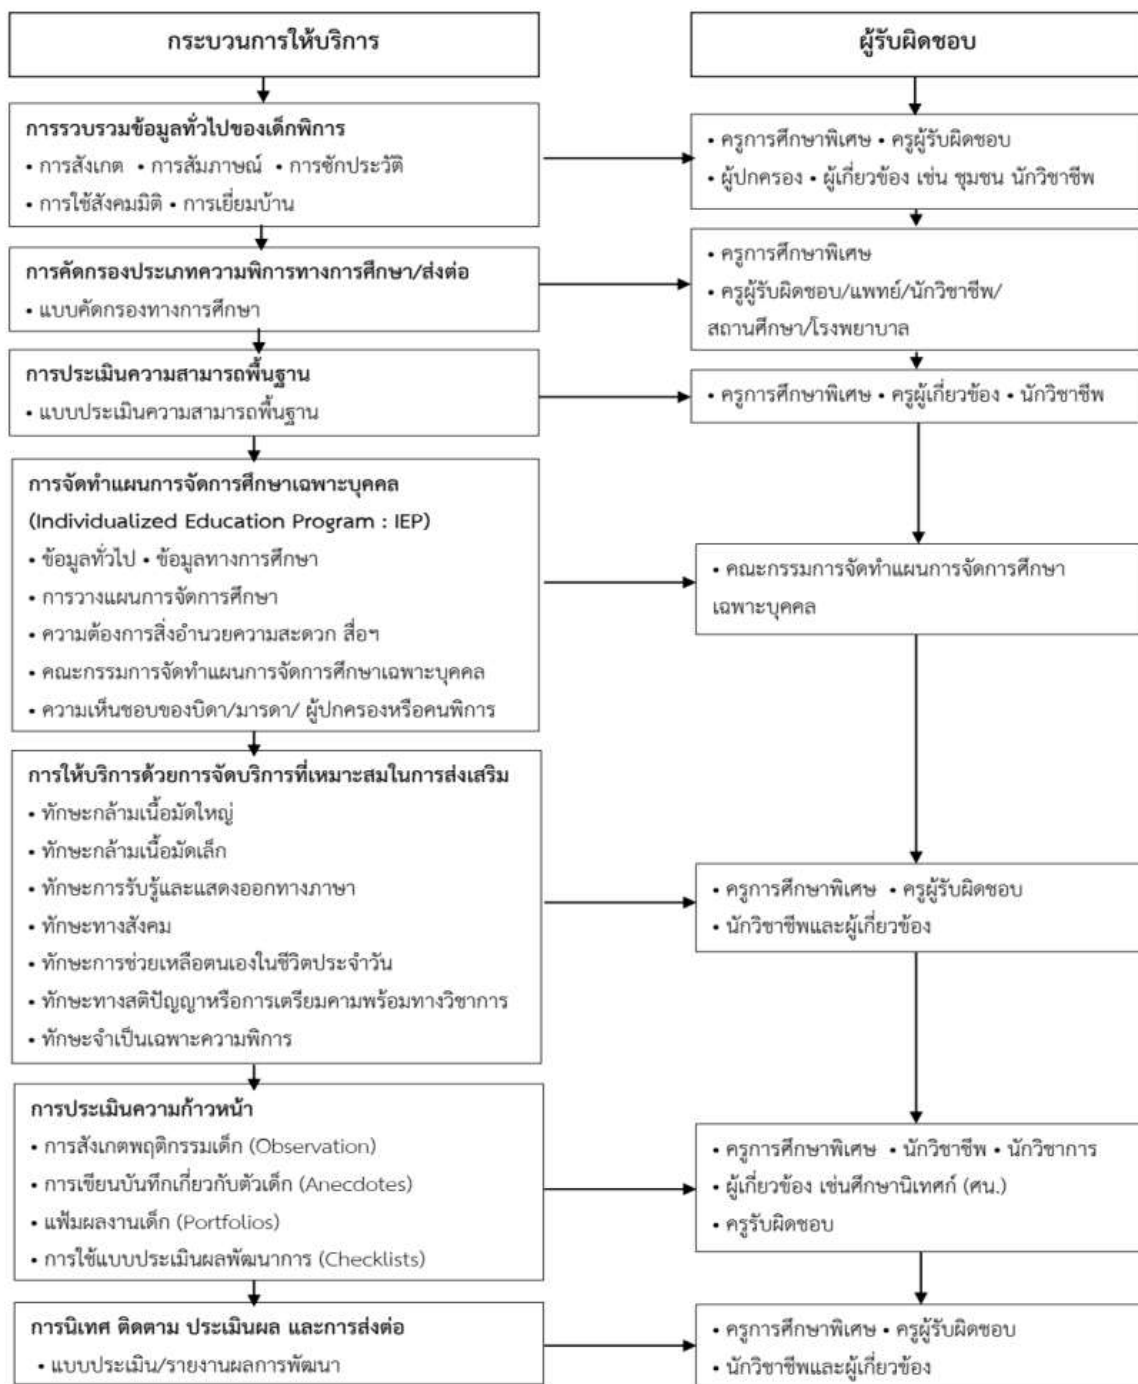 กระบวนการให้บริการ
ผู้รับผิดชอบ
การรวบรวมข้อมูลทั่วไปของเด็กพิการ
• การสังเกต • การสัมภาษณ์ • การซักประวัติ
• การใช้สังคมมิติ • การเยี่ยมบ้าน
• ครูการศึกษาพิเศษ • ครูผู้รับผิดชอบ
• ผู้ปกครอง • ผู้เกี่ยวข้อง เช่น ชุมชน นักวิชาชีพ
การคัดกรองประเภทความพิการทางการศึกษา/ส่งต่อ
• แบบคัดกรองทางการศึกษา
• ครูการศึกษาพิเศษ
• ครูผู้รับผิดชอบ/แพทย์/นักวิชาชีพ/
สถานศึกษา/โรงพยาบาล
การประเมินความสามารถพื้นฐาน
• แบบประเมินความสามารถพื้นฐาน
• ครูการศึกษาพิเศษ • ครูผู้เกี่ยวข้อง • นักวิชาชีพ
การจัดทำแผนการจัดการศึกษาเฉพาะบุคคล
(Individualized Education Program : IEP)
• ข้อมูลทั่วไป • ข้อมูลทางการศึกษา
• การวางแผนการจัดการศึกษา
• ความต้องการสิ่งอำนวยความสะดวก สื่อฯ
• คณะกรรมการจัดทำแผนการจัดการศึกษาเฉพาะบุคคล
• ความเห็นชอบของบิดา/มารดา/ ผู้ปกครองหรือคนพิการ
• คณะกรรมการจัดทำแผนการจัดการศึกษา
เฉพาะบุคคล
การให้บริการด้วยการจัดบริการที่เหมาะสมในการส่งเสริม
• ทักษะกล้ามเนื้อมัดใหญ่
• ทักษะกล้ามเนื้อมัดเล็ก
• ทักษะการรับรู้และแสดงออกทางภาษา
• ทักษะทางสังคม
• ทักษะการช่วยเหลือตนเองในชีวิตประจำวัน
• ทักษะทางสติปัญญาหรือการเตรียมคามพร้อมทางวิชาการ
• ทักษะจำเป็นเฉพาะความพิการ
• ครูการศึกษาพิเศษ • ครูผู้รับผิดชอบ
• นักวิชาชีพและผู้เกี่ยวข้อง
การประเมินความก้าวหน้า
• การสังเกตพฤติกรรมเด็ก (Observation)
• การเขียนบันทึกเกี่ยวกับตัวเด็ก (Anecdotes)
• แฟ้มผลงานเด็ก (Portfolios)
• การใช้แบบประเมินผลพัฒนาการ (Checklists)
• ครูการศึกษาพิเศษ • นักวิชาชีพ • นักวิชาการ
• ผู้เกี่ยวข้อง เช่นศึกษานิเทศก์ (ศน.)
• ครูรับผิดชอบ
การนิเทศ ติดตาม ประเมินผล และการส่งต่อ
• แบบประเมิน/รายงานผลการพัฒนา
• ครูการศึกษาพิเศษ • ครูผู้รับผิดชอบ
• นักวิชาชีพและผู้เกี่ยวข้อง